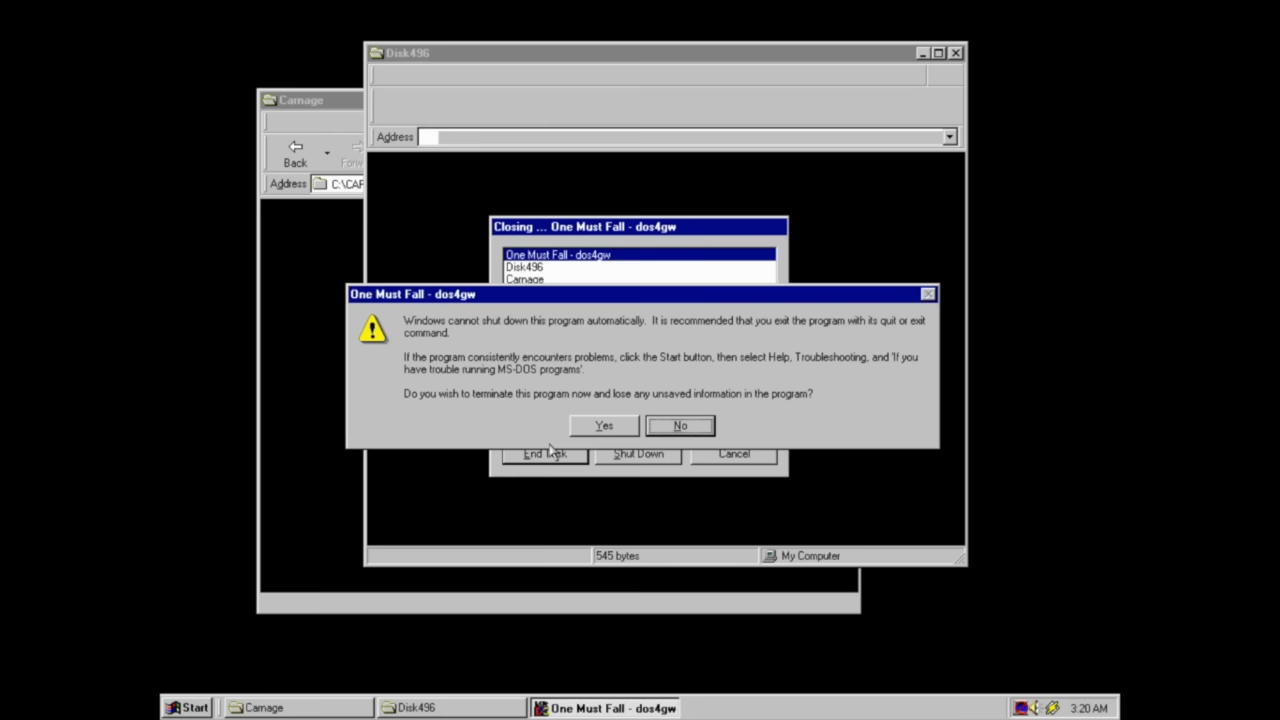 Disk496
Carnage
Address
Back
Forw
Address C:\CAR
Closing ... One Must Fall - dos4gw
One Must Fall - dos4gw
Disk496
Carnage
One Must Fall - dos4gw
Windows cannot shut down this program automatically. It is recommended that you exit the program with its quit or exit
command.
If the program consistently encounters problems, click the Start button, then select Help, Troubleshooting, and 'If you
have trouble running MS-DOS programs'.
Do you wish to terminate this program now and lose any unsaved information in the program?
Yes No
End Task Shut Down Cancel
545 bytes My Computer
Start Carnage Disk496 One Must Fall - dos4gw 3:20 AM